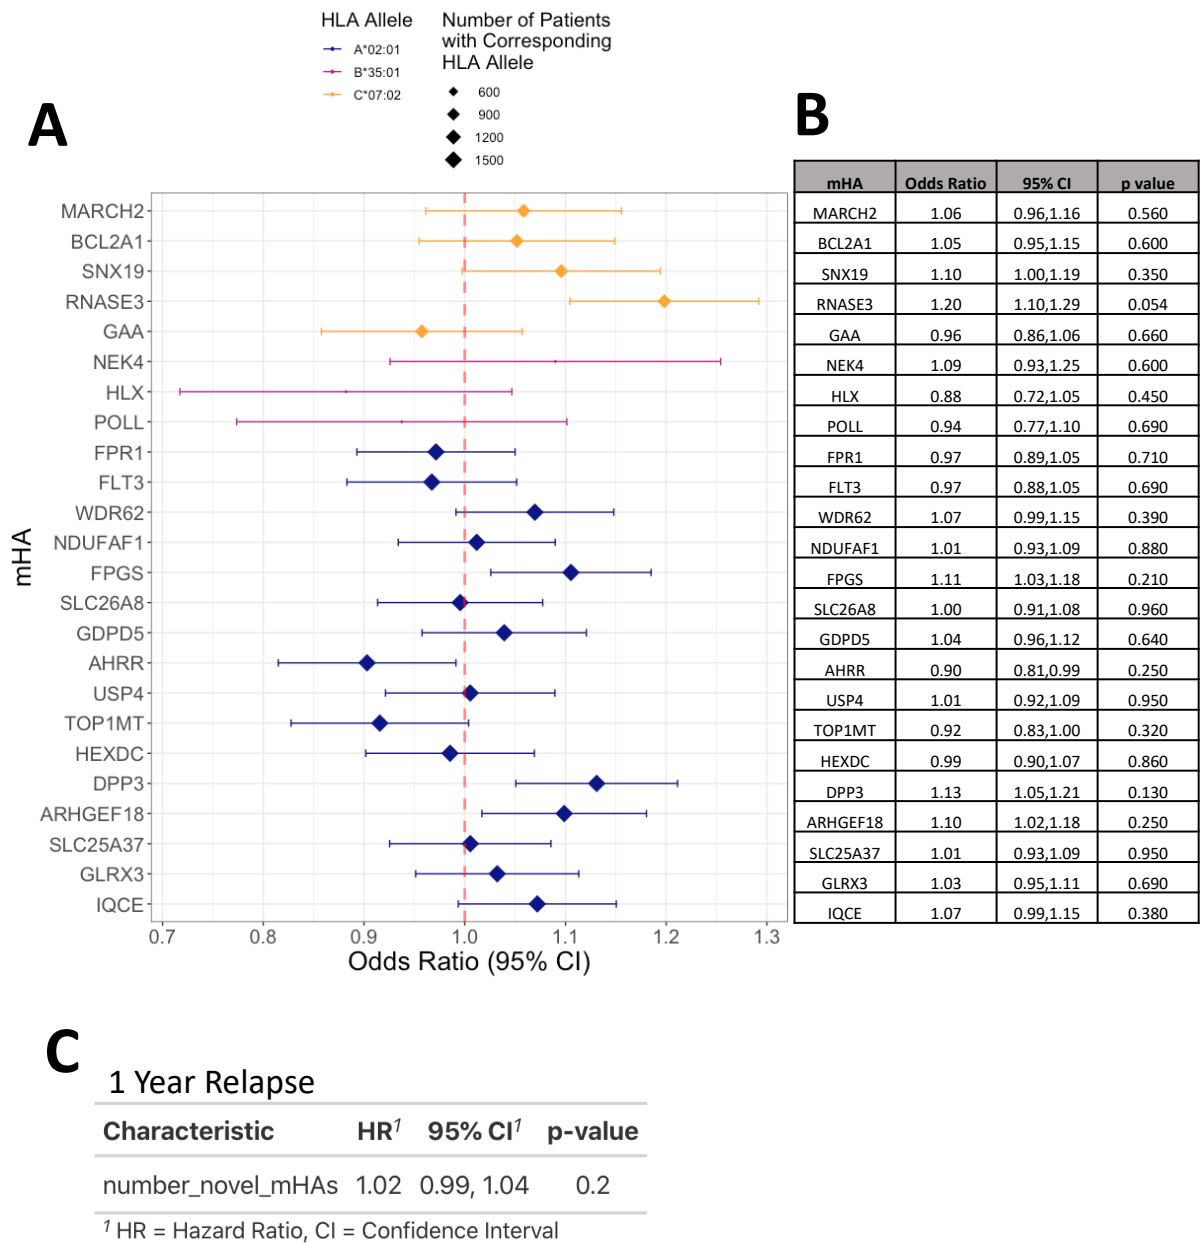 HLA Allele
A*02:01
B*35:01
C*07:02
Number of Patients
with Corresponding
HLA Allele
600
900
1200
1500
A
mHA
MARCH2
BCL2A1
SNX19
RNASE3
GAA
NEK4
HLX
POLL
FPR1
FLT3
WDR62
NDUFAF1
FPGS
SLC26A8
GDPD5
AHRR
USP4
TOP1MT
HEXDC
DPP3
ARHGEF18
SLC25A37
GLRX3
IQCE
0.7 0.8 0.9 1.0 1.1 1.2 1.3
Odds Ratio (95% CI)
B
mHA Odds Ratio 95% CI p value
MARCH2 1.06 0.96,1.16 0.560
BCL2A1 1.05 0.95,1.15 0.600
SNX19 1.10 1.00,1.19 0.350
RNASE3 1.20 1.10,1.29 0.054
GAA 0.96 0.86,1.06 0.660
NEK4 1.09 0.93,1.25 0.600
HLX 0.88 0.72,1.05 0.450
POLL 0.94 0.77,1.10 0.690
FPR1 0.97 0.89,1.05 0.710
FLT3 0.97 0.88,1.05 0.690
WDR62 1.07 0.99,1.15 0.390
NDUFAF1 1.01 0.93,1.09 0.880
FPGS 1.11 1.03,1.18 0.210
SLC26A8 1.00 0.91,1.08 0.960
GDPD5 1.04 0.96,1.12 0.640
AHRR 0.90 0.81,0.99 0.250
USP4 1.01 0.92,1.09 0.950
TOP1MT 0.92 0.83,1.00 0.320
HEXDC 0.99 0.90,1.07 0.860
DPP3 1.13 1.05,1.21 0.130
ARHGEF18 1.10 1.02,1.18 0.250
SLC25A37 1.01 0.93,1.09 0.950
GLRX3 1.03 0.95,1.11 0.690
IQCE 1.07 0.99,1.15 0.380
C
1 Year Relapse
Characteristic HR1 95% CI1 p-value
number_novel_mHAs 1.02 0.99, 1.04 0.2
1 HR = Hazard Ratio, CI = Confidence Interval